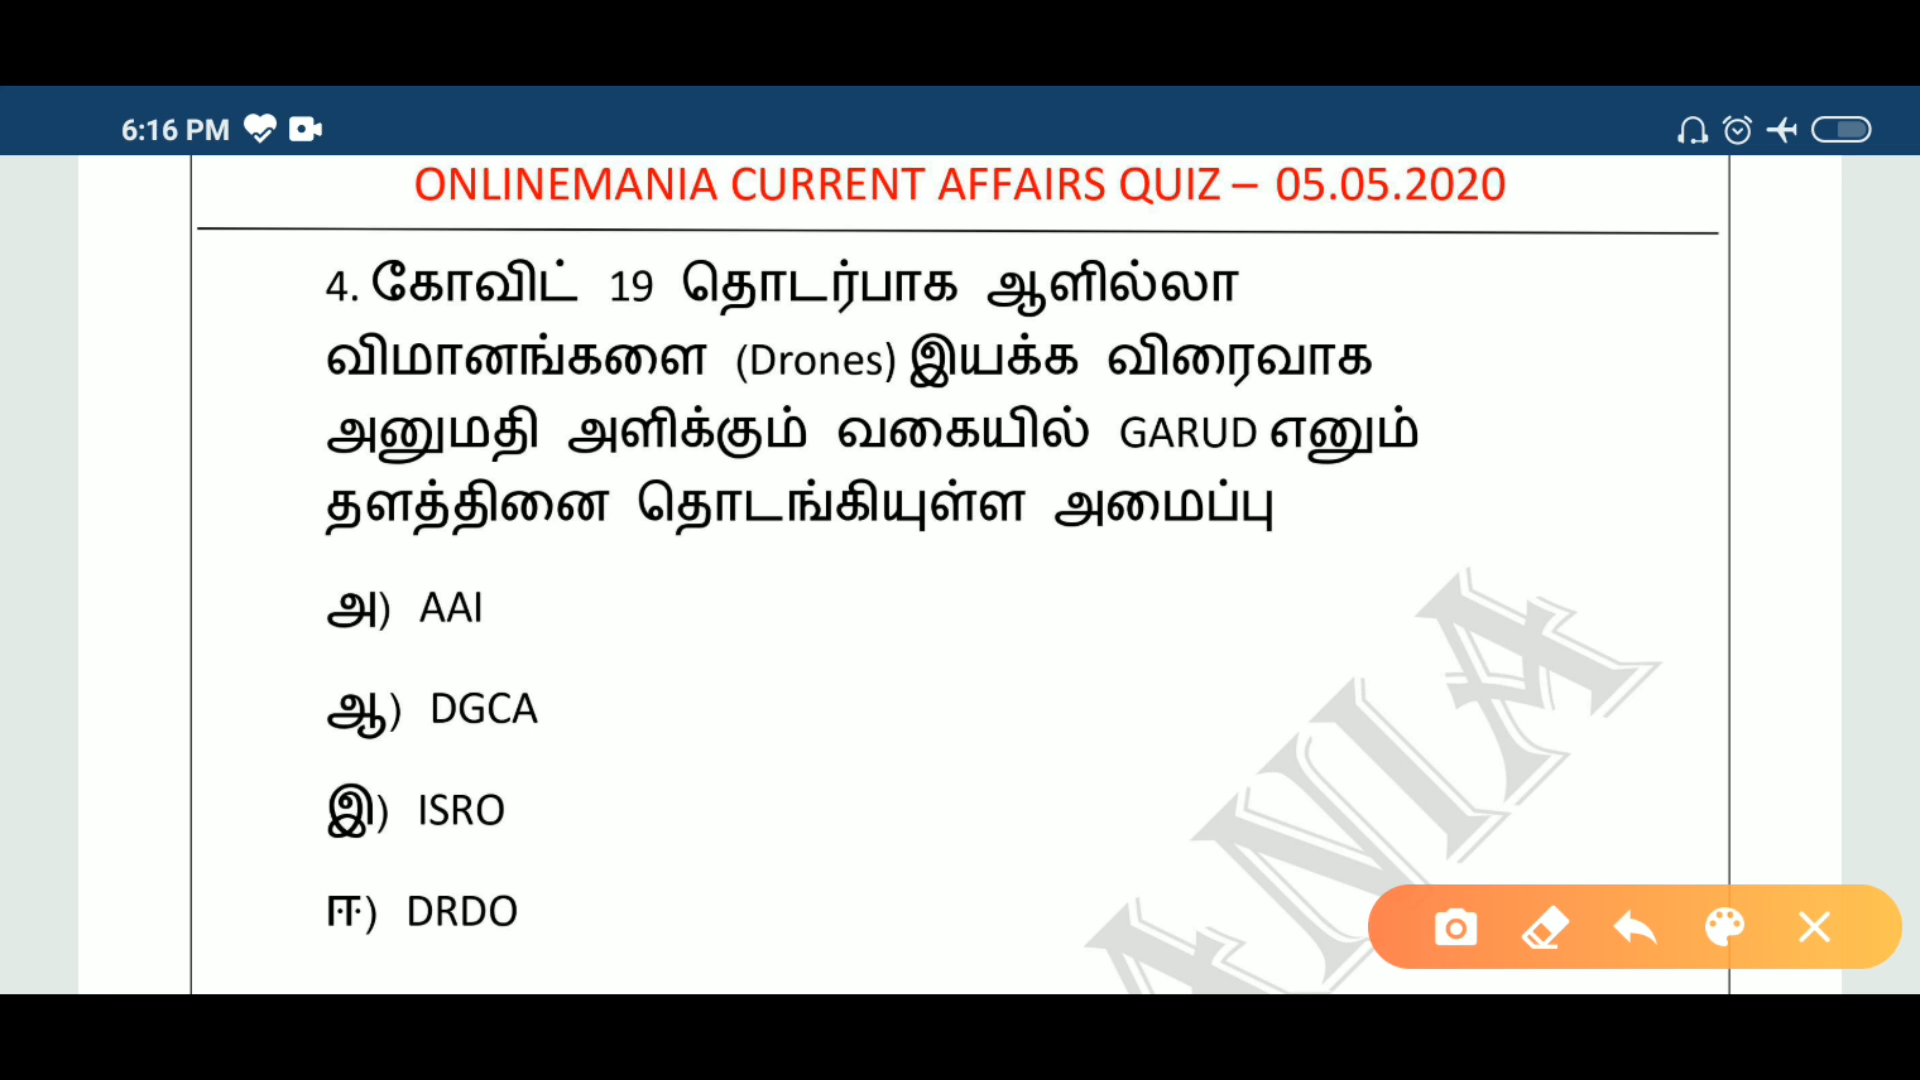 6:16 PM
ONLINEMANIA CURRENT AFFAIRS QUIZ – 05.05.2020
4. கோவிட் 19 தொடர்பாக ஆளில்லா
விமானங்களை (Drones) இயக்க விரைவாக
அனுமதி அளிக்கும் வகையில் GARUD எனும்
தளத்தினை தொடங்கியுள்ள அமைப்பு
அ) AAI
ஆ) DGCA
இ) ISRO
ஈ) DRDO
ANIA